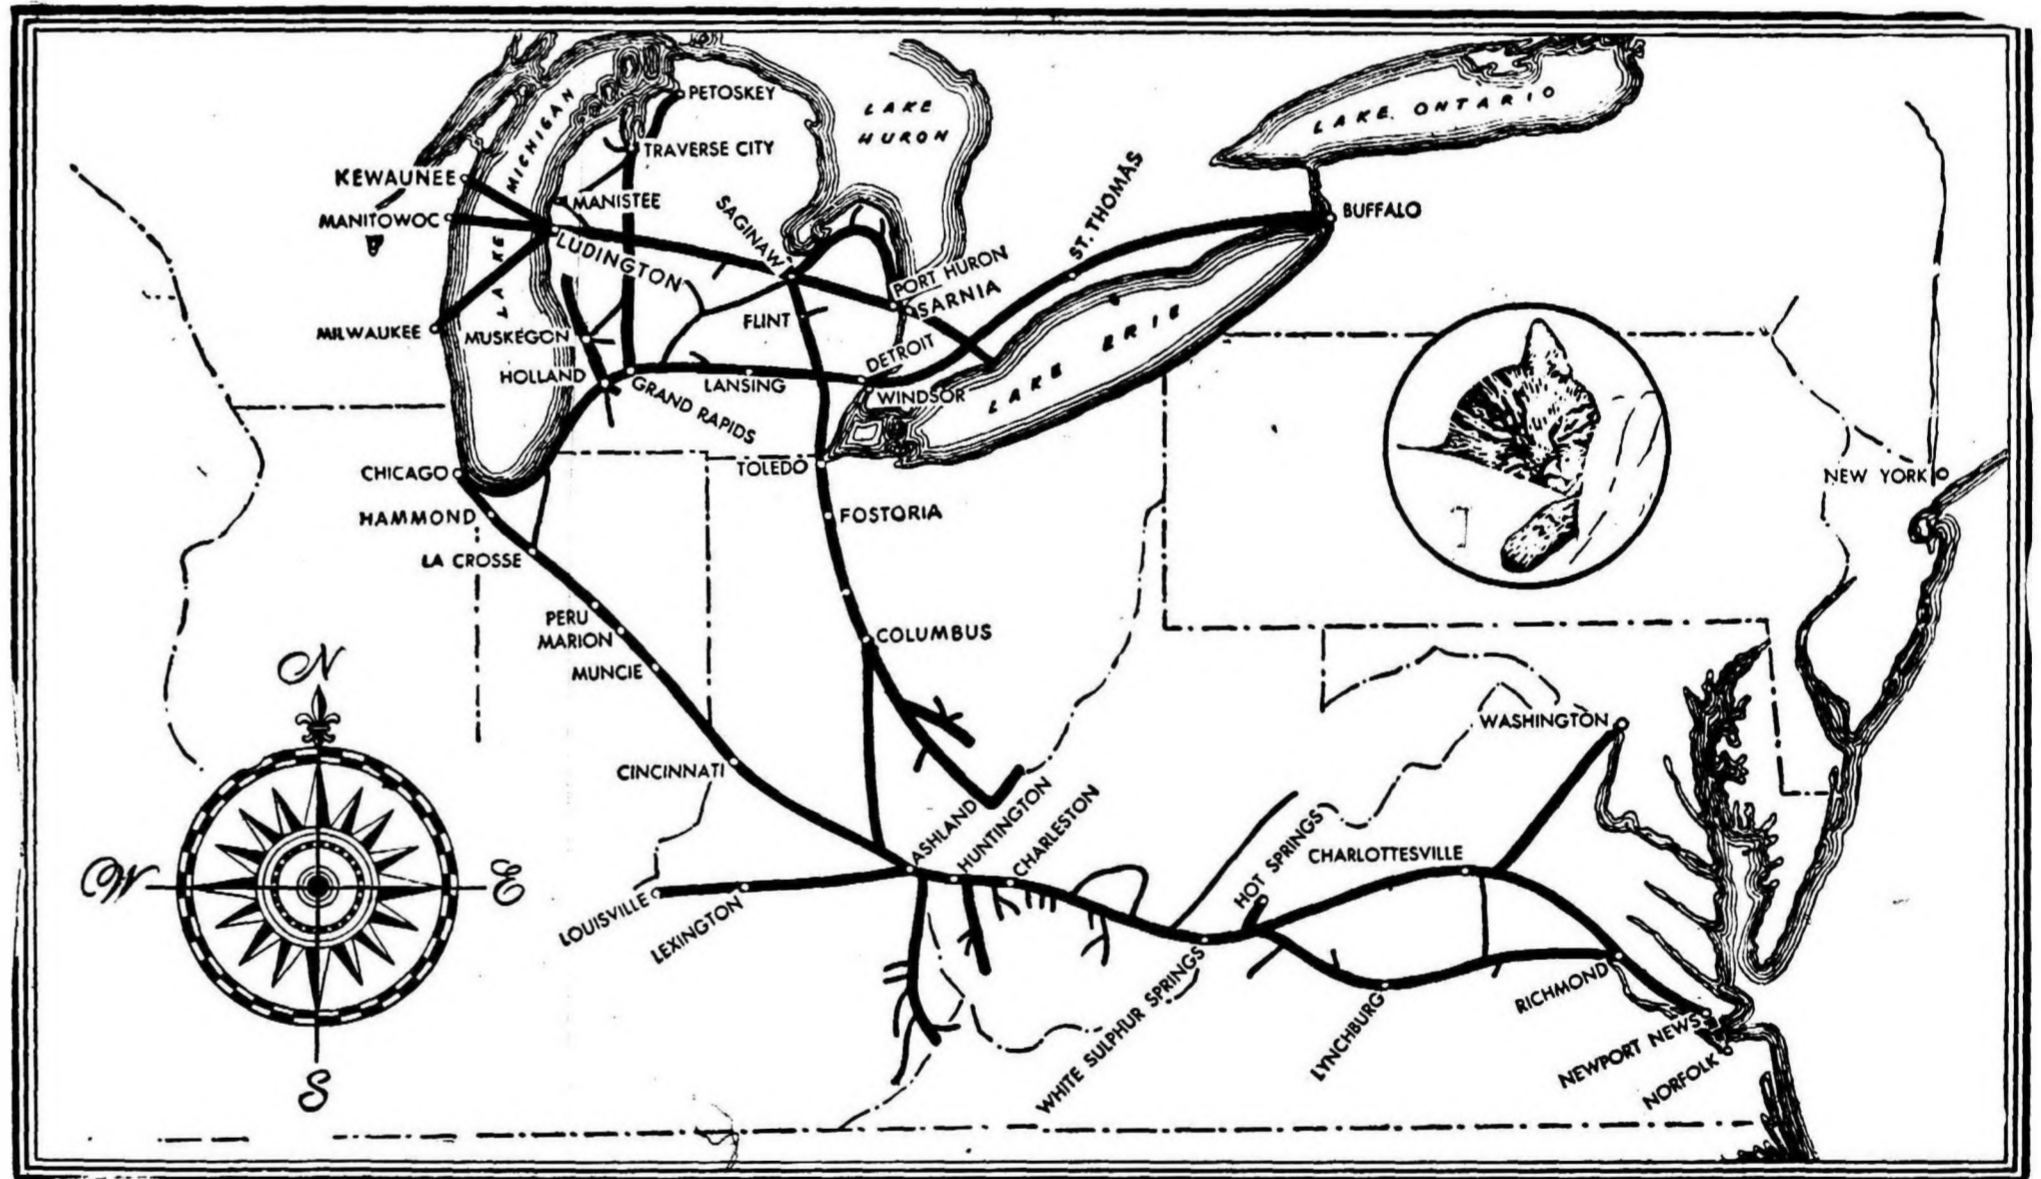 PETOSKEY
LAKE
HURON
LAKE ONTARIO
LAKE MICHIGAN
TRAVERSE CITY
KEWAUNEE
MANISTEE
MANITOWOC
LUDINGTON
SAGINAW
ST. THOMAS
BUFFALO
PORT HURON
SARNIA
MILWAUKEE
MUSKEGON
FLINT
DETROIT
LAKE ERIE
HOLLAND
GRAND RAPIDS
LANSING
WINDSOR
CHICAGO
TOLEDO
NEW YORK
HAMMOND
FOSTORIA
LA CROSSE
PERU
MARION
MUNCIE
COLUMBUS
N
WASHINGTON
CINCINNATI
ASHLAND
HUNTINGTON
CHARLESTON
HOT SPRINGS
CHARLOTTESVILLE
W
E
LOUISVILLE
LEXINGTON
WHITE SULPHUR SPRINGS
LYNCHBURG
RICHMOND
NEWPORT NEWS
NORFOLK
S